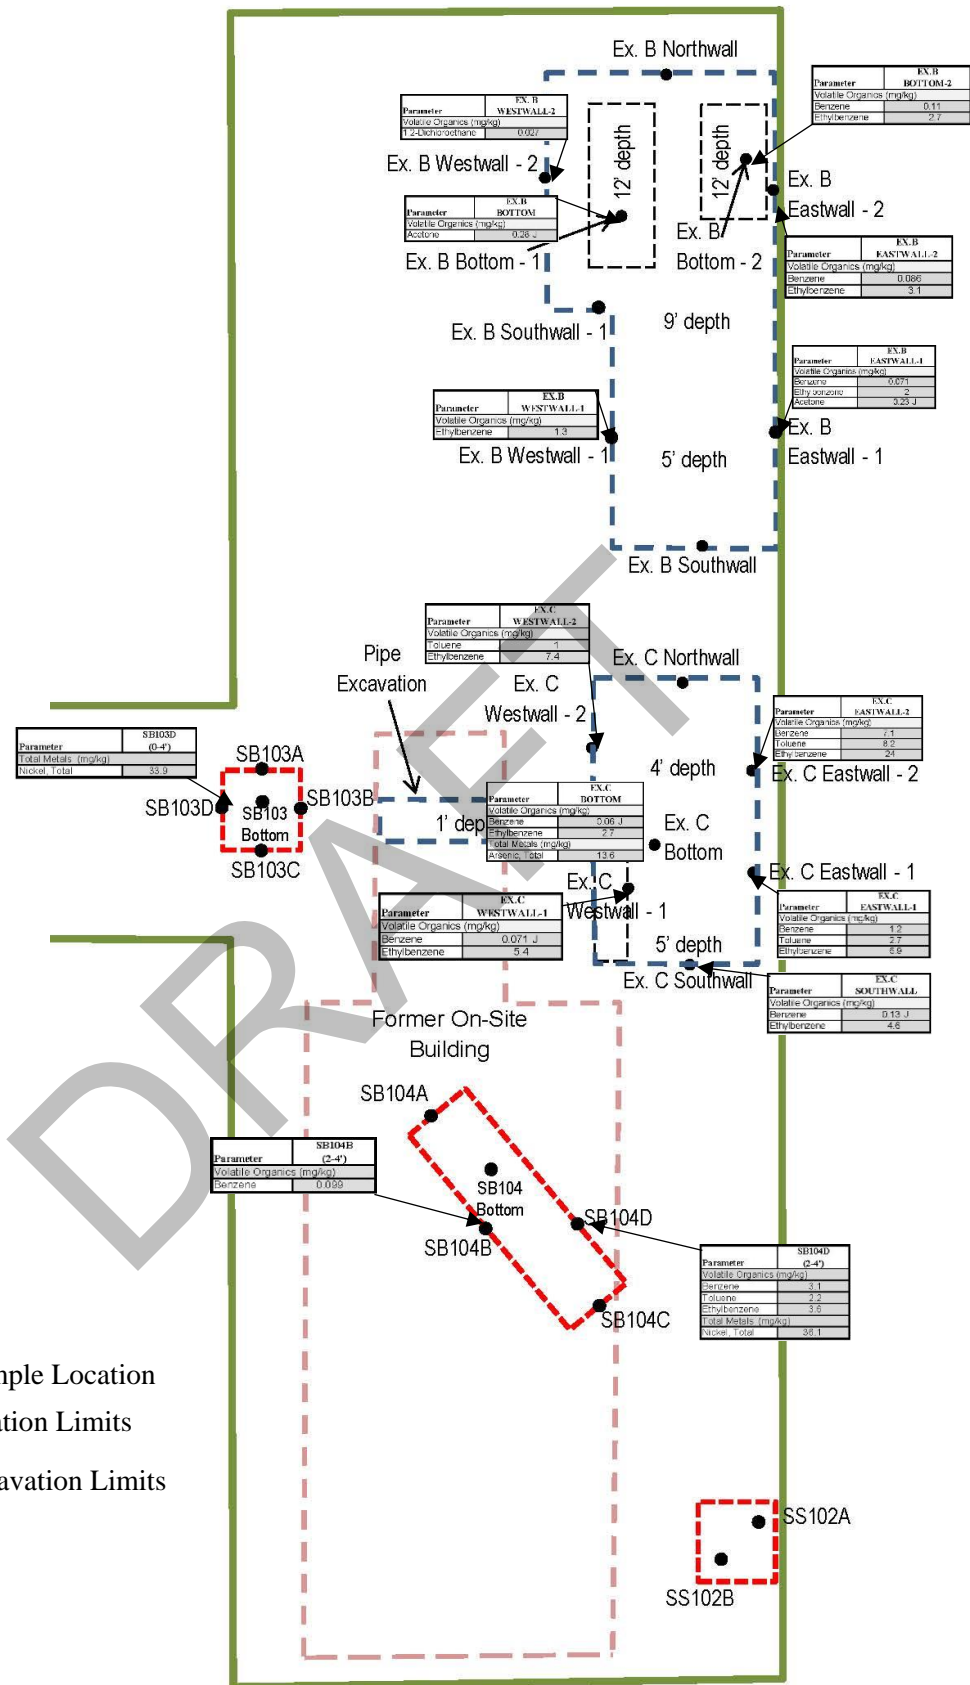 Ex. B Northwall
Parameter EX. B WESTWALL-2
Volatile Organics (mg/kg)
1,2-Dichloroethane 0.027
Parameter EX.B BOTTOM-2
Volatile Organics (mg/kg)
Benzene 0.11
Ethylbenzene 2.7
Ex. B Westwall - 2
12' depth
12' depth
Ex. B
Eastwall - 2
Parameter EX.B BOTTOM
Volatile Organics (mg/kg)
Acetone 0.28 J
Ex. B Bottom - 1
Ex. B
Bottom - 2
Parameter EX.B EASTWALL-2
Volatile Organics (mg/kg)
Benzene 0.086
Ethylbenzene 3.1
Ex. B Southwall - 1
9' depth
Parameter EX.B EASTWALL-1
Volatile Organics (mg/kg)
Benzene 0.071
Ethylbenzene 2
Acetone 0.23 J
Parameter EX.B WESTWALL-1
Volatile Organics (mg/kg)
Ethylbenzene 1.3
Ex. B Westwall - 1
5' depth
Ex. B
Eastwall - 1
Ex. B Southwall
Parameter EX.C WESTWALL-2
Volatile Organics (mg/kg)
Toluene 1
Ethylbenzene 7.4
Pipe
Excavation
Ex. C
Westwall - 2
Ex. C Northwall
Parameter EX.C EASTWALL-2
Volatile Organics (mg/kg)
Benzene 7.1
Toluene 8.2
Ethylbenzene 24
Parameter SB103D (0-4')
Total Metals (mg/kg)
Nickel, Total 33.9
SB103A
SB103D
SB103
Bottom
SB103B
SB103C
4' depth
Ex. C Eastwall - 2
1' dep
Parameter EX.C BOTTOM
Volatile Organics (mg/kg)
Benzene 0.06 J
Ethylbenzene 27
Total Metals (mg/kg)
Arsenic, Total 13.6
Ex. C
Bottom
Ex. C Eastwall - 1
Ex. C
Westwall - 1
Parameter EX.C WESTWALL-1
Volatile Organics (mg/kg)
Benzene 0.071 J
Ethylbenzene 5.4
Parameter EX.C EASTWALL-1
Volatile Organics (mg/kg)
Benzene 1.2
Toluene 2.7
Ethylbenzene 6.9
5' depth
Ex. C Southwall
Parameter EX.C SOUTHWALL
Volatile Organics (mg/kg)
Benzene 0.13 J
Ethylbenzene 4.6
Former On-Site
Building
SB104A
Parameter SB104B (2-4')
Volatile Organics (mg/kg)
Benzene 0.099
SB104
Bottom
SB104B
SB104D
SB104C
Parameter SB104D (2-4')
Volatile Organics (mg/kg)
Benzene 3.1
Toluene 2.2
Ethylbenzene 3.6
Total Metals (mg/kg)
Nickel, Total 36.1
mple Location
ation Limits
avation Limits
SS102A
SS102B
DRAFT